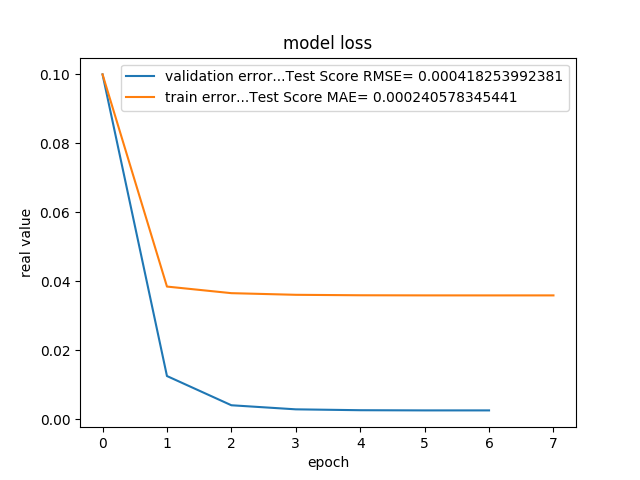 model loss
validation error...Test Score RMSE= 0.000418253992381
train error...Test Score MAE= 0.000240578345441
0.10
0.08
0.06
0.04
0.02
0.00
real value
0 1 2 3 4 5 6 7
epoch